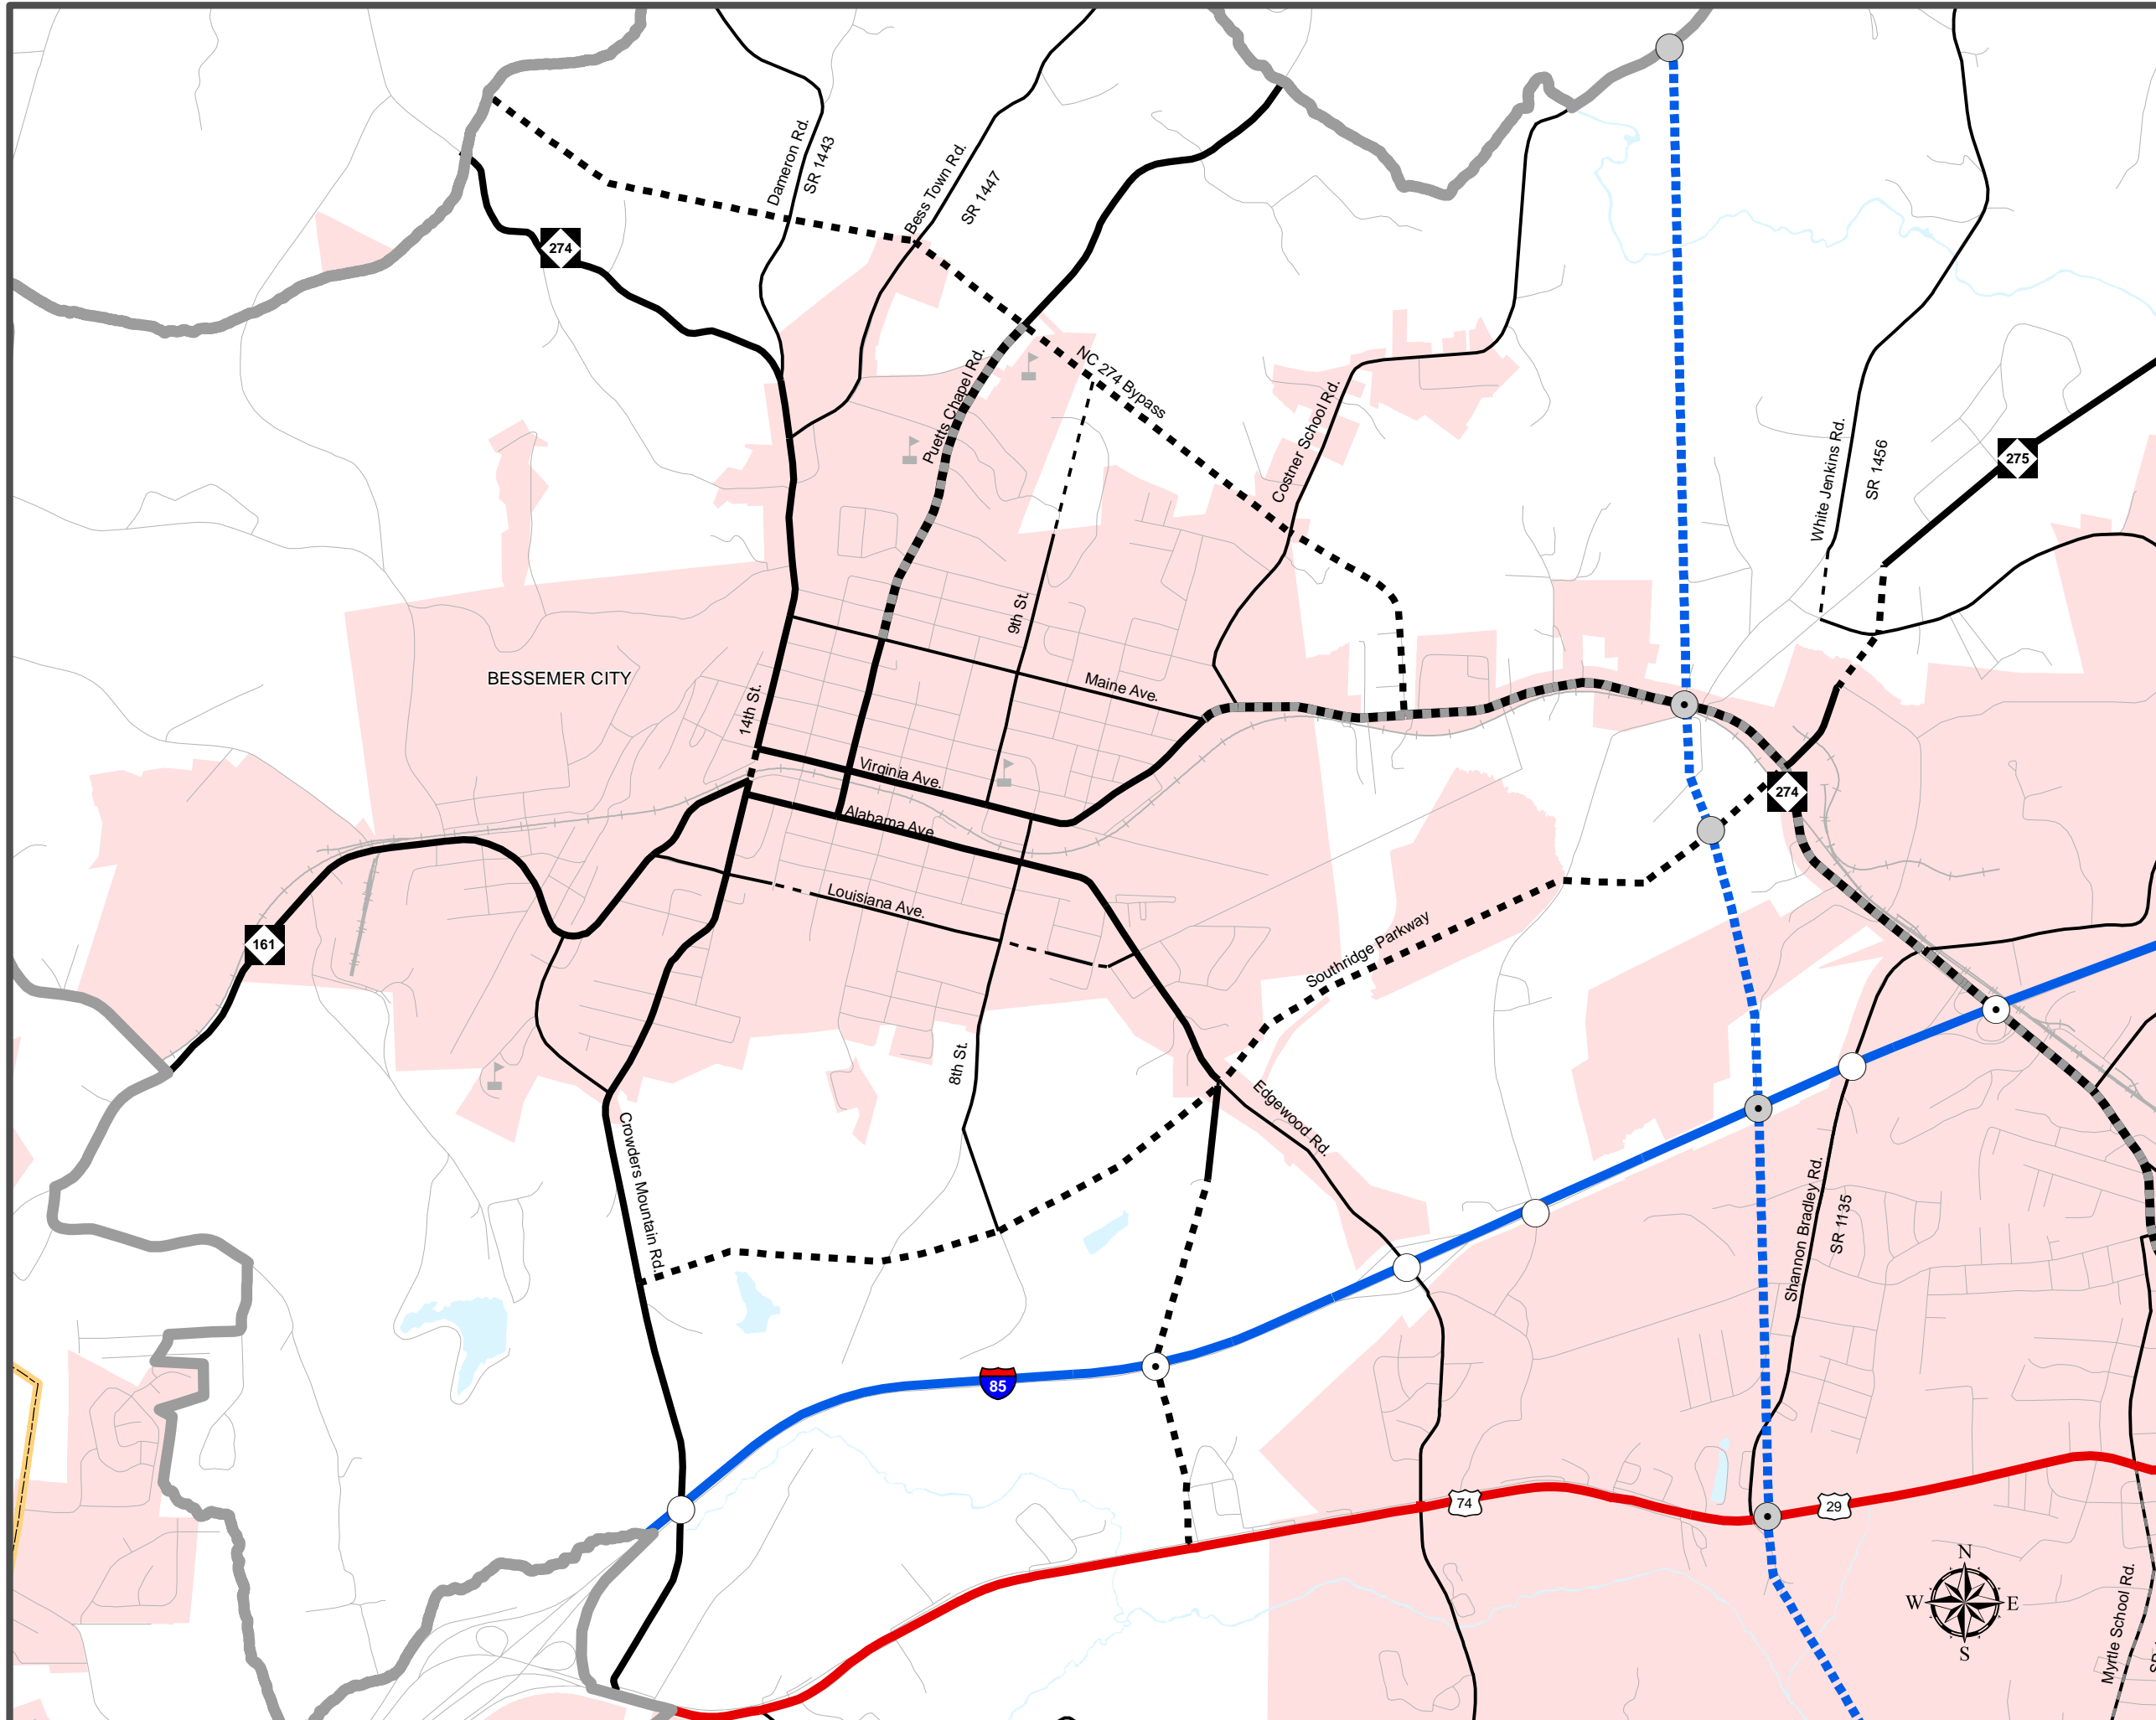 Dameron Rd.
SR 1443
Bess Town Rd.
SR 1447
274
NC 274 Bypass
Puetts Chapel Rd.
Costner School Rd.
White Jenkins Rd.
SR 1456
275
9th St.
BESSEMER CITY
Maine Ave.
14th St.
Virginia Ave.
274
Alabama Ave.
Louisiana Ave.
161
Southridge Parkway
8th St.
Edgewood Rd.
Crowders Mountain Rd.
Shannon Bradley Rd.
SR 1135
85
74
29
N
W
E
S
Myrtle School Rd.